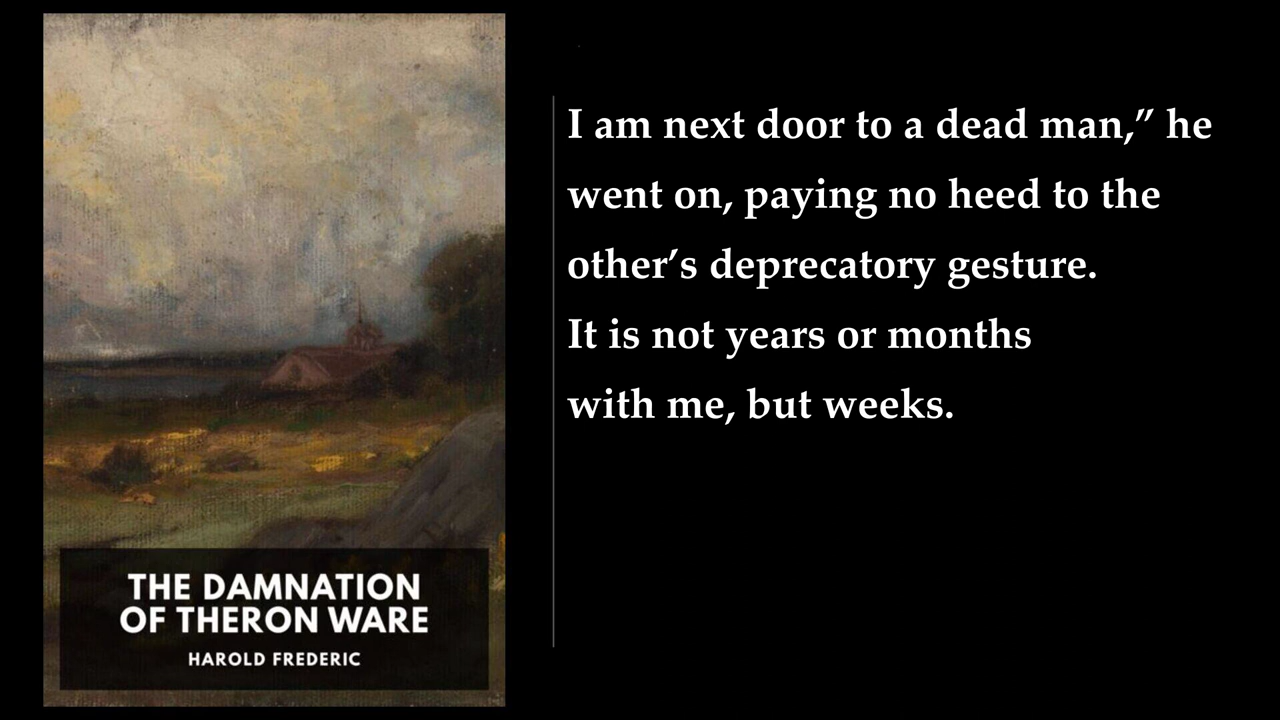 I am next door to a dead man,” he
went on, paying no heed to the
other’s deprecatory gesture.
It is not years or months
with me, but weeks.
THE DAMNATION
OF THERON WARE
HAROLD FREDERIC